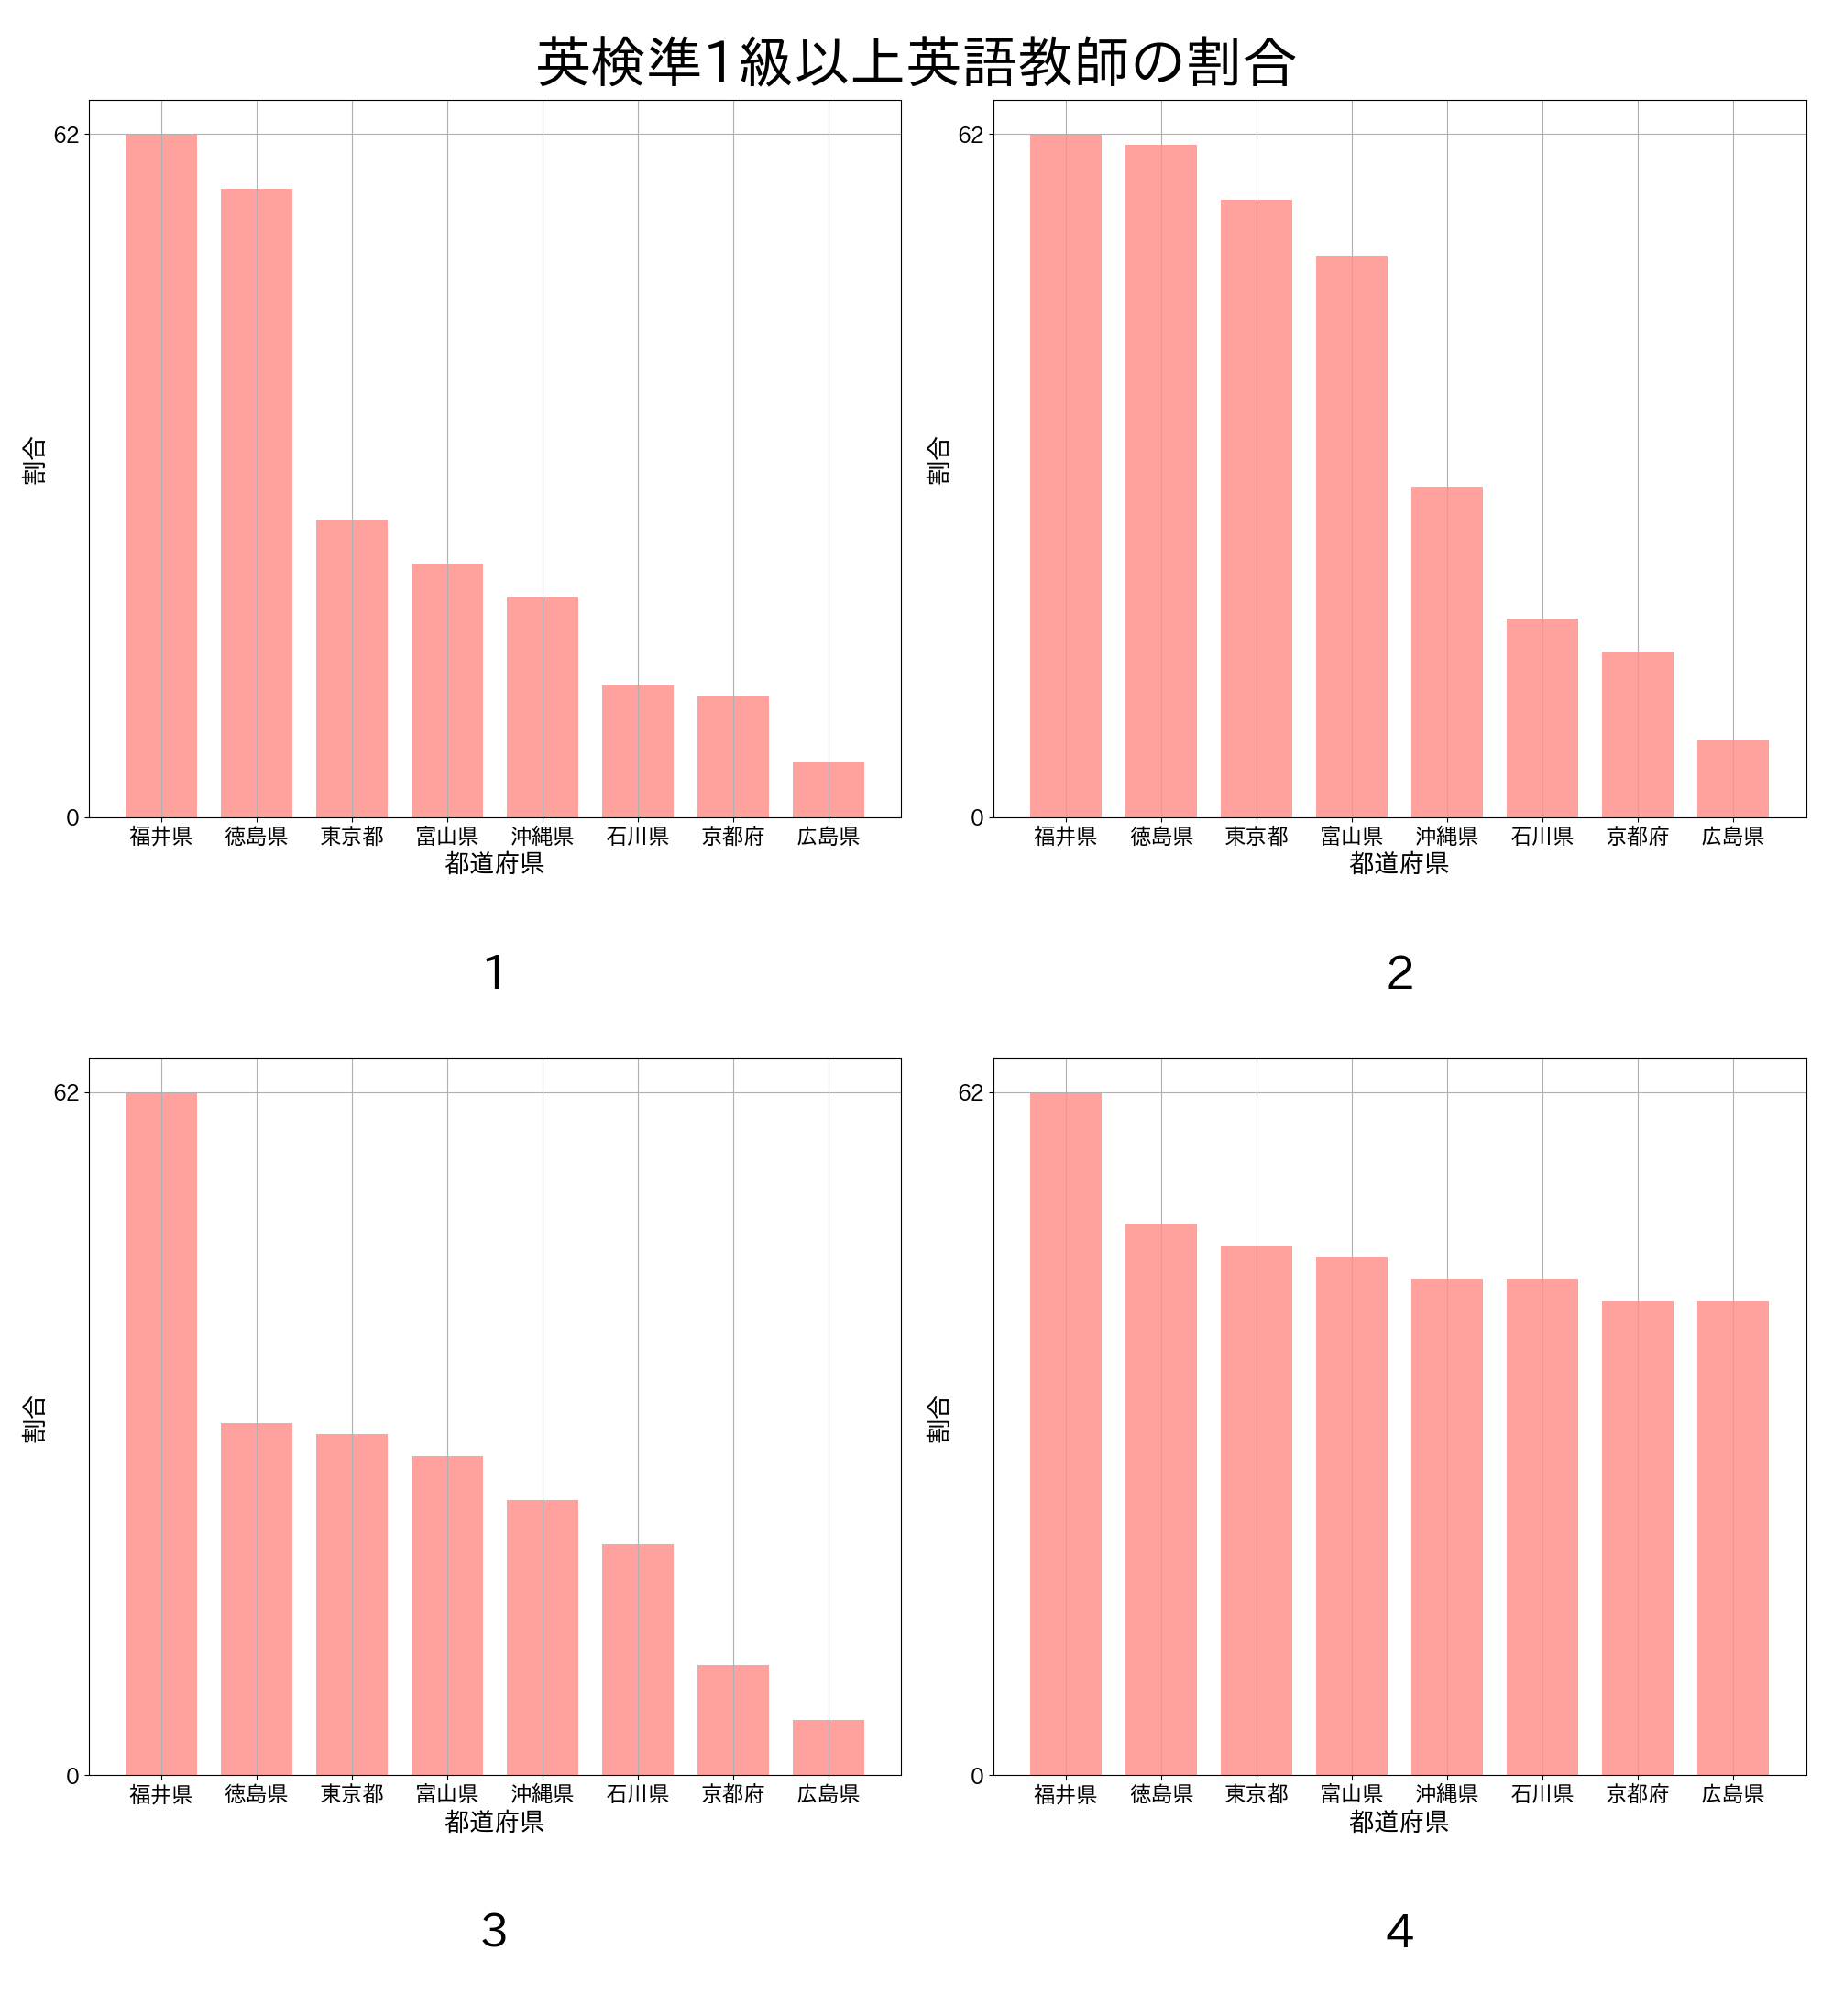 英検準1級以上英語教師の割合
62
割合
0
福井県 徳島県 東京都 富山県 沖縄県 石川県 京都府 広島県
都道府県
1
62
割合
0
福井県 徳島県 東京都 富山県 沖縄県 石川県 京都府 広島県
都道府県
2
62
割合
0
福井県 徳島県 東京都 富山県 沖縄県 石川県 京都府 広島県
都道府県
3
62
割合
0
福井県 徳島県 東京都 富山県 沖縄県 石川県 京都府 広島県
都道府県
4